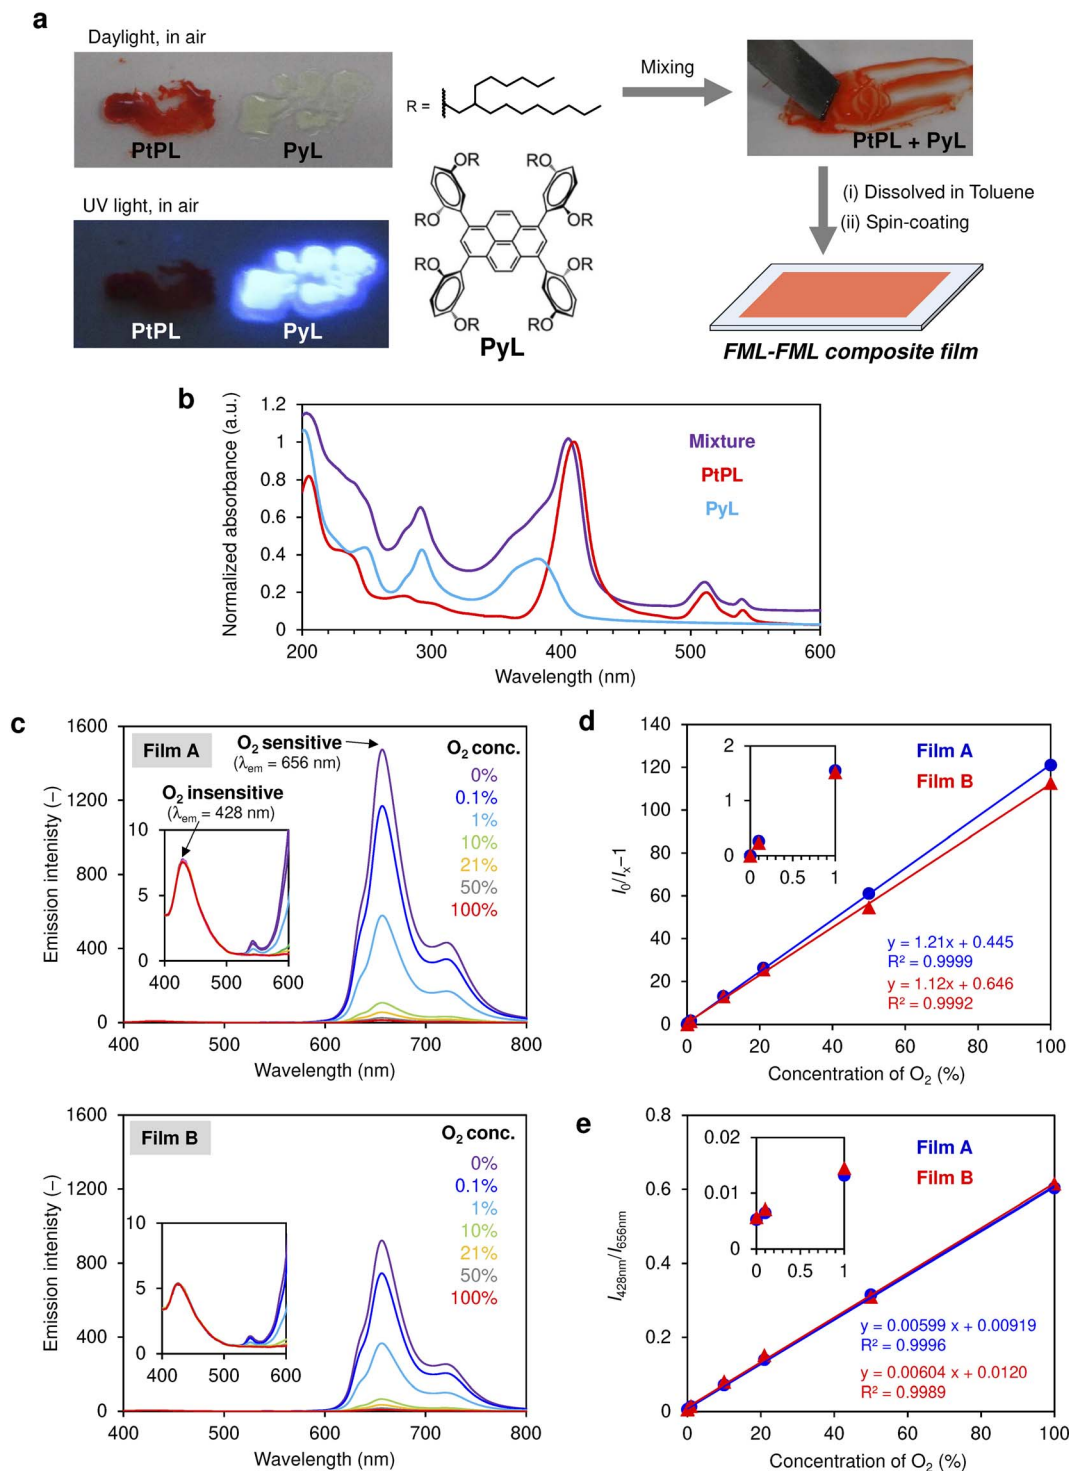 a
Daylight, in air
PtPL
PyL
UV light, in air
PtPL
PyL
R =
OR
RO
OR
RO
OR
RO
OR
RO
PyL
Mixing
PtPL + PyL
(i) Dissolved in Toluene
(ii) Spin-coating
FML-FML composite film
b
Normalized absorbance (a.u.)
1.2
1
0.8
0.6
0.4
0.2
0
200
300
400
500
600
Wavelength (nm)
Mixture
PtPL
PyL
c
Emission intenisty (−)
1600
1200
800
400
0
Film A
O₂ sensitive
(λem = 656 nm)
O₂ insensitive
(λem = 428 nm)
10
5
0
400
500
600
O₂ conc.
0%
0.1%
1%
10%
21%
50%
100%
400
500
600
700
800
Wavelength (nm)
Emission intenisty (−)
1600
1200
800
400
0
Film B
10
5
0
400
500
600
O₂ conc.
0%
0.1%
1%
10%
21%
50%
100%
400
500
600
700
800
Wavelength (nm)
d
I₀/Iₓ−1
140
120
100
80
60
40
20
0
2
1
0
0
0.5
1
Film A
Film B
y = 1.21x + 0.445
R² = 0.9999
y = 1.12x + 0.646
R² = 0.9992
0
20
40
60
80
100
Concentration of O₂ (%)
e
I428nm/I656nm
0.8
0.6
0.4
0.2
0
0.02
0.01
0
0
0.5
1
Film A
Film B
y = 0.00599 x + 0.00919
R² = 0.9996
y = 0.00604 x + 0.0120
R² = 0.9989
0
20
40
60
80
100
Concentration of O₂ (%)